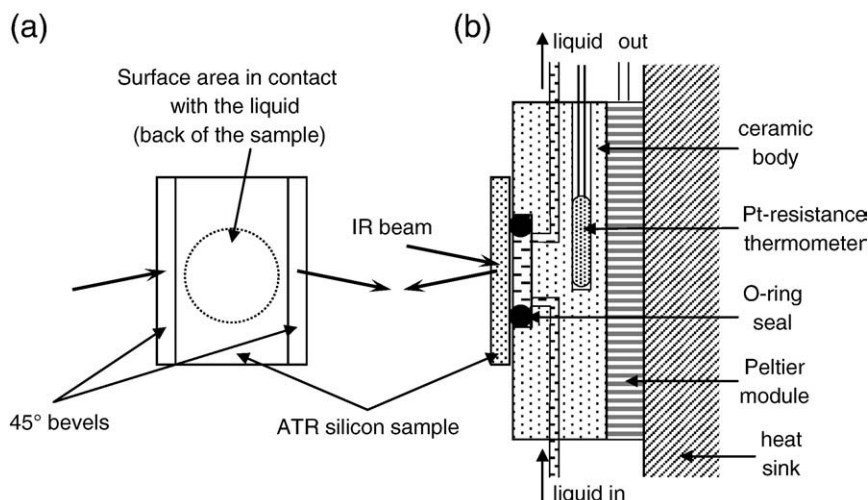 (a)
Surface area in contact
with the liquid
(back of the sample)
IR beam
45° bevels
ATR silicon sample
(b)
liquid out
ceramic
body
Pt-resistance
thermometer
O-ring
seal
Peltier
module
heat
sink
liquid in